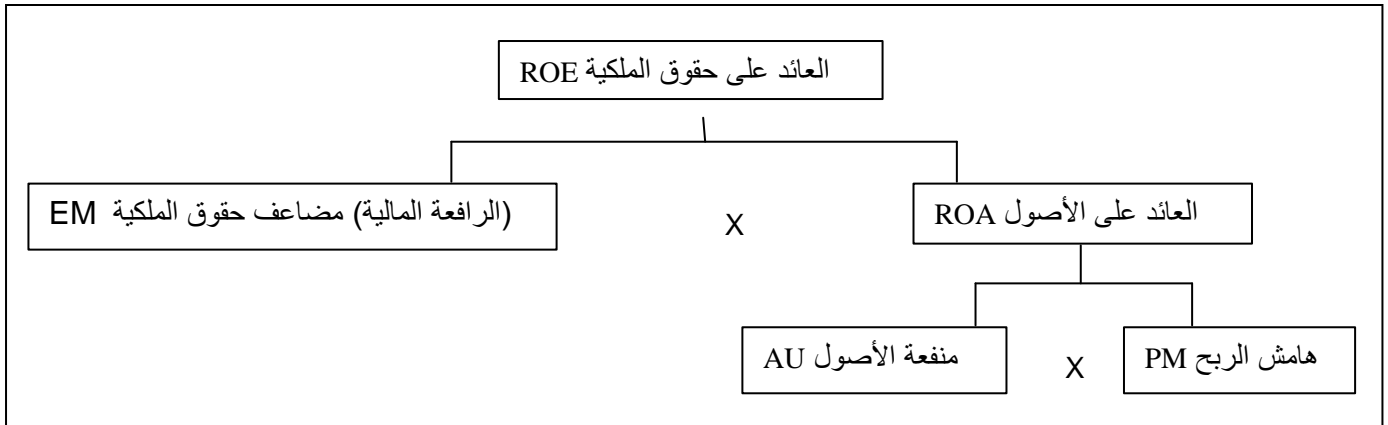 العائد على حقوق الملكية ROE
العائد على الأصول ROA
X
(الرافعة المالية) مضاعف حقوق الملكية EM
هامش الربح PM
X
منفعة الأصول AU